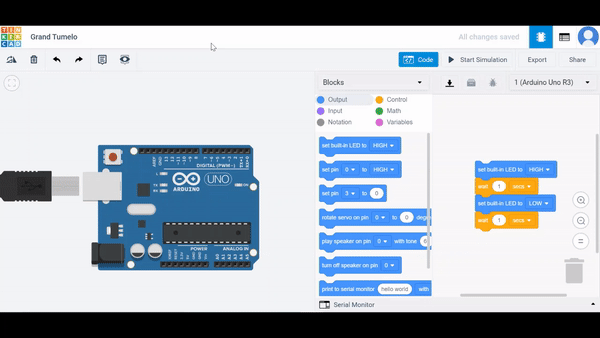 TIN
KER
CAD
Grand Tumelo
All changes saved
Code
Start Simulation
Export
Share
Blocks
1 (Arduino Uno R3)
Output
Control
Input
Math
Notation
Variables
set built-in LED to HIGH
set pin 0 to HIGH
set pin 3 to 0
rotate servo on pin 0 to 0 degre
play speaker on pin 0 with tone 6
turn off speaker on pin 0
print to serial monitor hello world with
set built-in LED to HIGH
wait 1 secs
set built-in LED to LOW
wait 1 secs
DIGITAL (PWM~)
ARDUINO
UNO
POWER
ANALOG IN
Serial Monitor